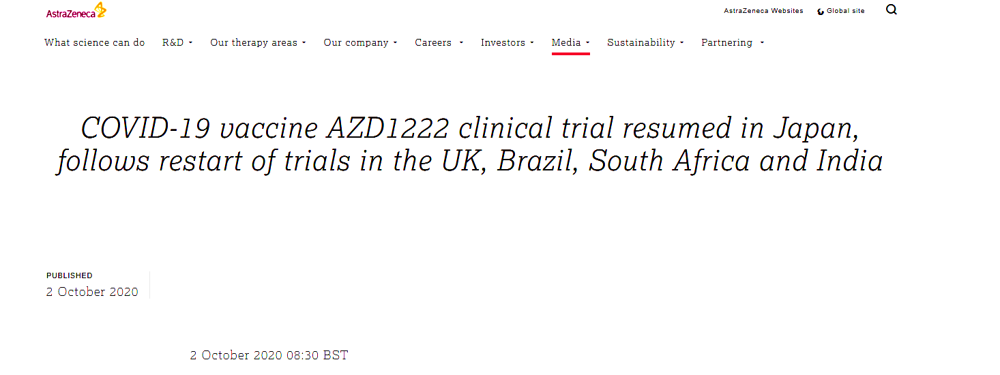 AstraZeneca
AstraZeneca Websites Global site
What science can do R&D Our therapy areas Our company Careers Investors Media Sustainability Partnering
COVID-19 vaccine AZD1222 clinical trial resumed in Japan,
follows restart of trials in the UK, Brazil, South Africa and India
PUBLISHED
2 October 2020
2 October 2020 08:30 BST